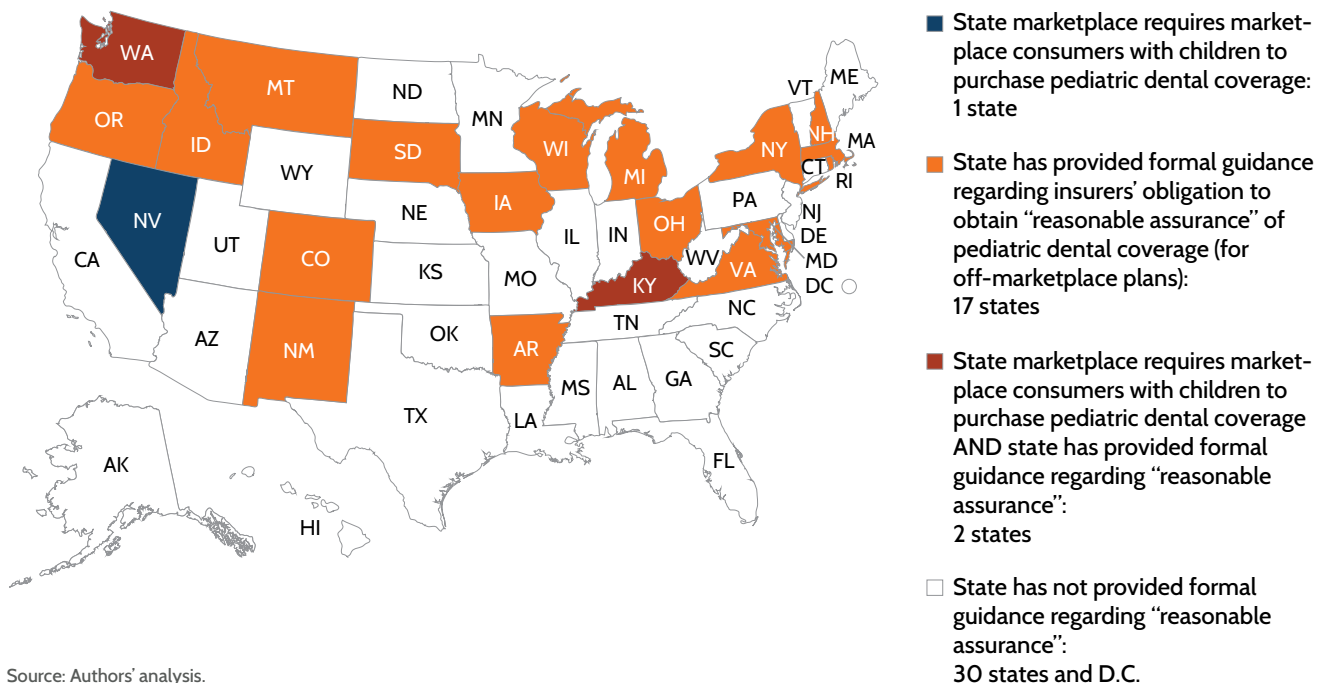 WA
MT
ND
MN
VT
ME
OR
ID
SD
WI
NY
NH
MA
WY
MI
CT
RI
NV
NE
IA
PA
NJ
IL
IN
OH
DE
CA
UT
CO
KS
MO
WV
VA
MD
KY
DC
AZ
NM
OK
AR
TN
NC
SC
MS
AL
GA
TX
LA
AK
FL
HI
State marketplace requires market-
place consumers with children to
purchase pediatric dental coverage:
1 state
State has provided formal guidance
regarding insurers’ obligation to
obtain “reasonable assurance” of
pediatric dental coverage (for
off-marketplace plans):
17 states
State marketplace requires market-
place consumers with children to
purchase pediatric dental coverage
AND state has provided formal
guidance regarding “reasonable
assurance”:
2 states
State has not provided formal
guidance regarding “reasonable
assurance”:
30 states and D.C.
Source: Authors’ analysis.